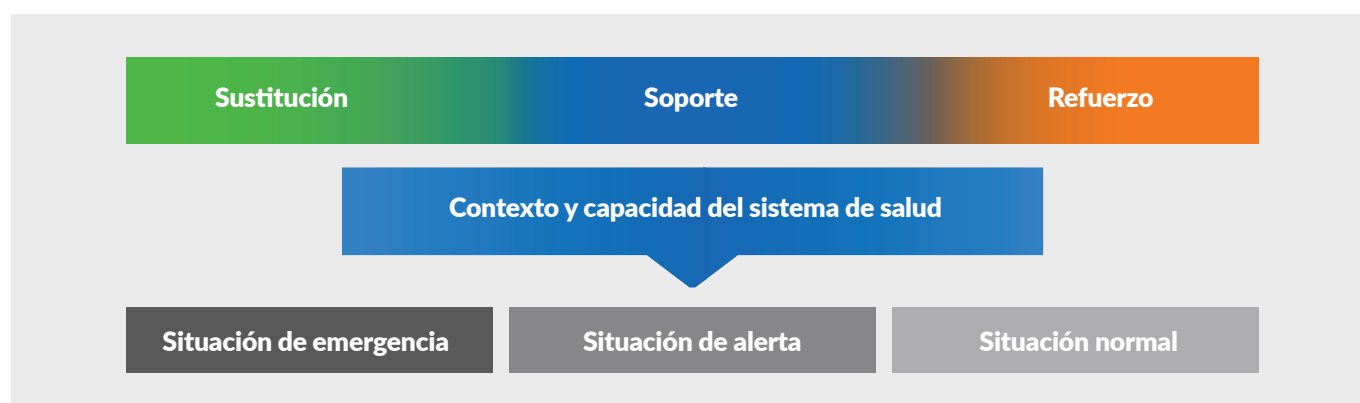 Sustitución
Soporte
Refuerzo
Contexto y capacidad del sistema de salud
Situación de emergencia
Situación de alerta
Situación normal